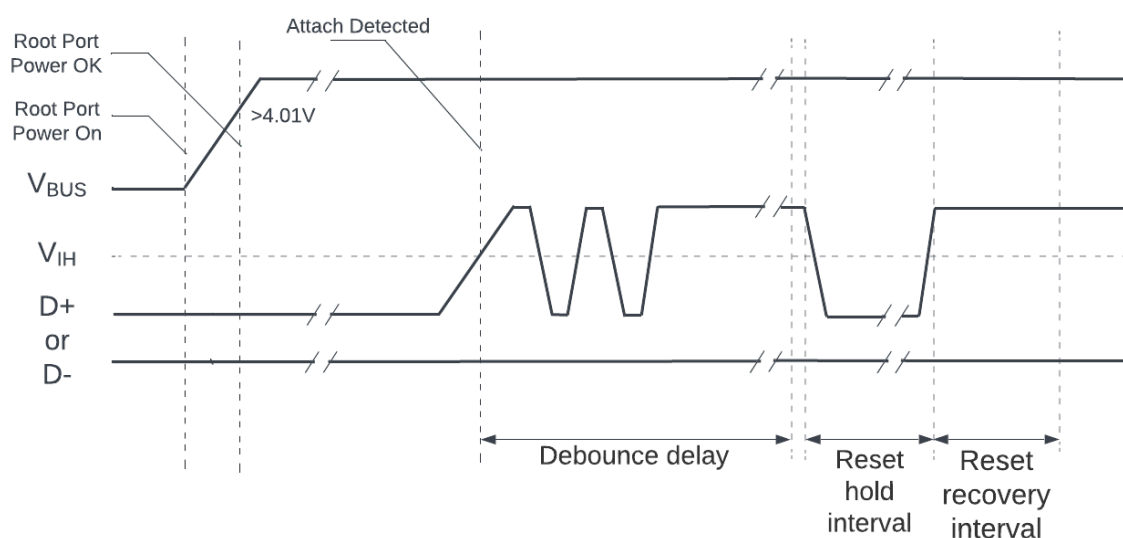 Attach Detected
Root Port
Power OK
>4.01V
Root Port
Power On
VBUS
VIH
D+
or
D-
Debounce delay
Reset
hold
interval
Reset
recovery
interval